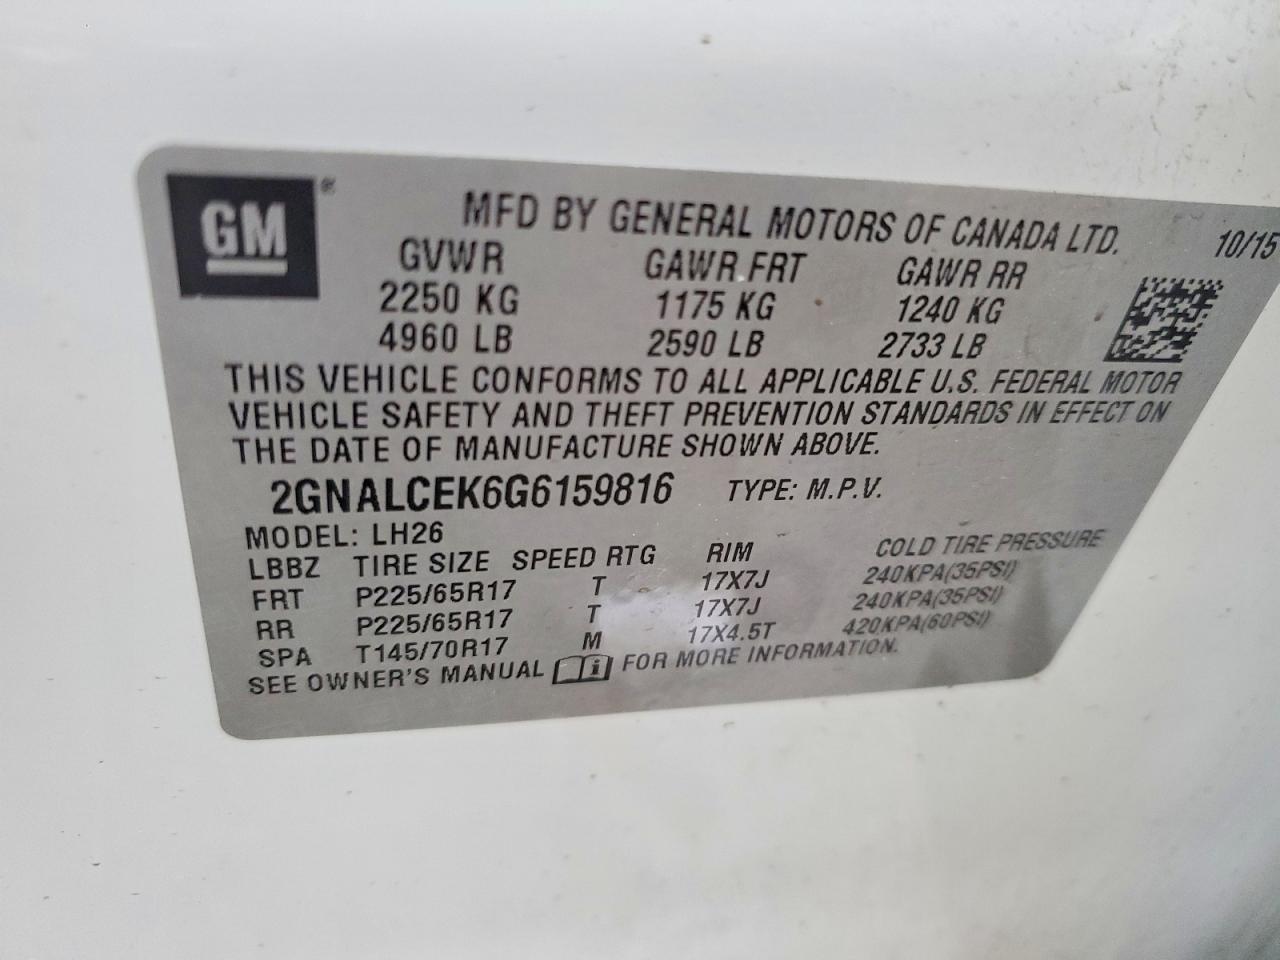 GM®
MFD BY GENERAL MOTORS OF CANADA LTD. 10/15
GVWR GAWR FRT GAWR RR
2250 KG 1175 KG 1240 KG
4960 LB 2590 LB 2733 LB
THIS VEHICLE CONFORMS TO ALL APPLICABLE U.S. FEDERAL MOTOR
VEHICLE SAFETY AND THEFT PREVENTION STANDARDS IN EFFECT ON
THE DATE OF MANUFACTURE SHOWN ABOVE.
2GNALCEK6G6159816 TYPE: M.P.V.
MODEL: LH26
LBBZ TIRE SIZE SPEED RTG RIM COLD TIRE PRESSURE
FRT P225/65R17 T 17X7J 240KPA(35PSI)
RR P225/65R17 T 17X7J 240KPA(35PSI)
SPA T145/70R17 M 17X4.5T 420KPA(60PSI)
SEE OWNER'S MANUAL i FOR MORE INFORMATION.